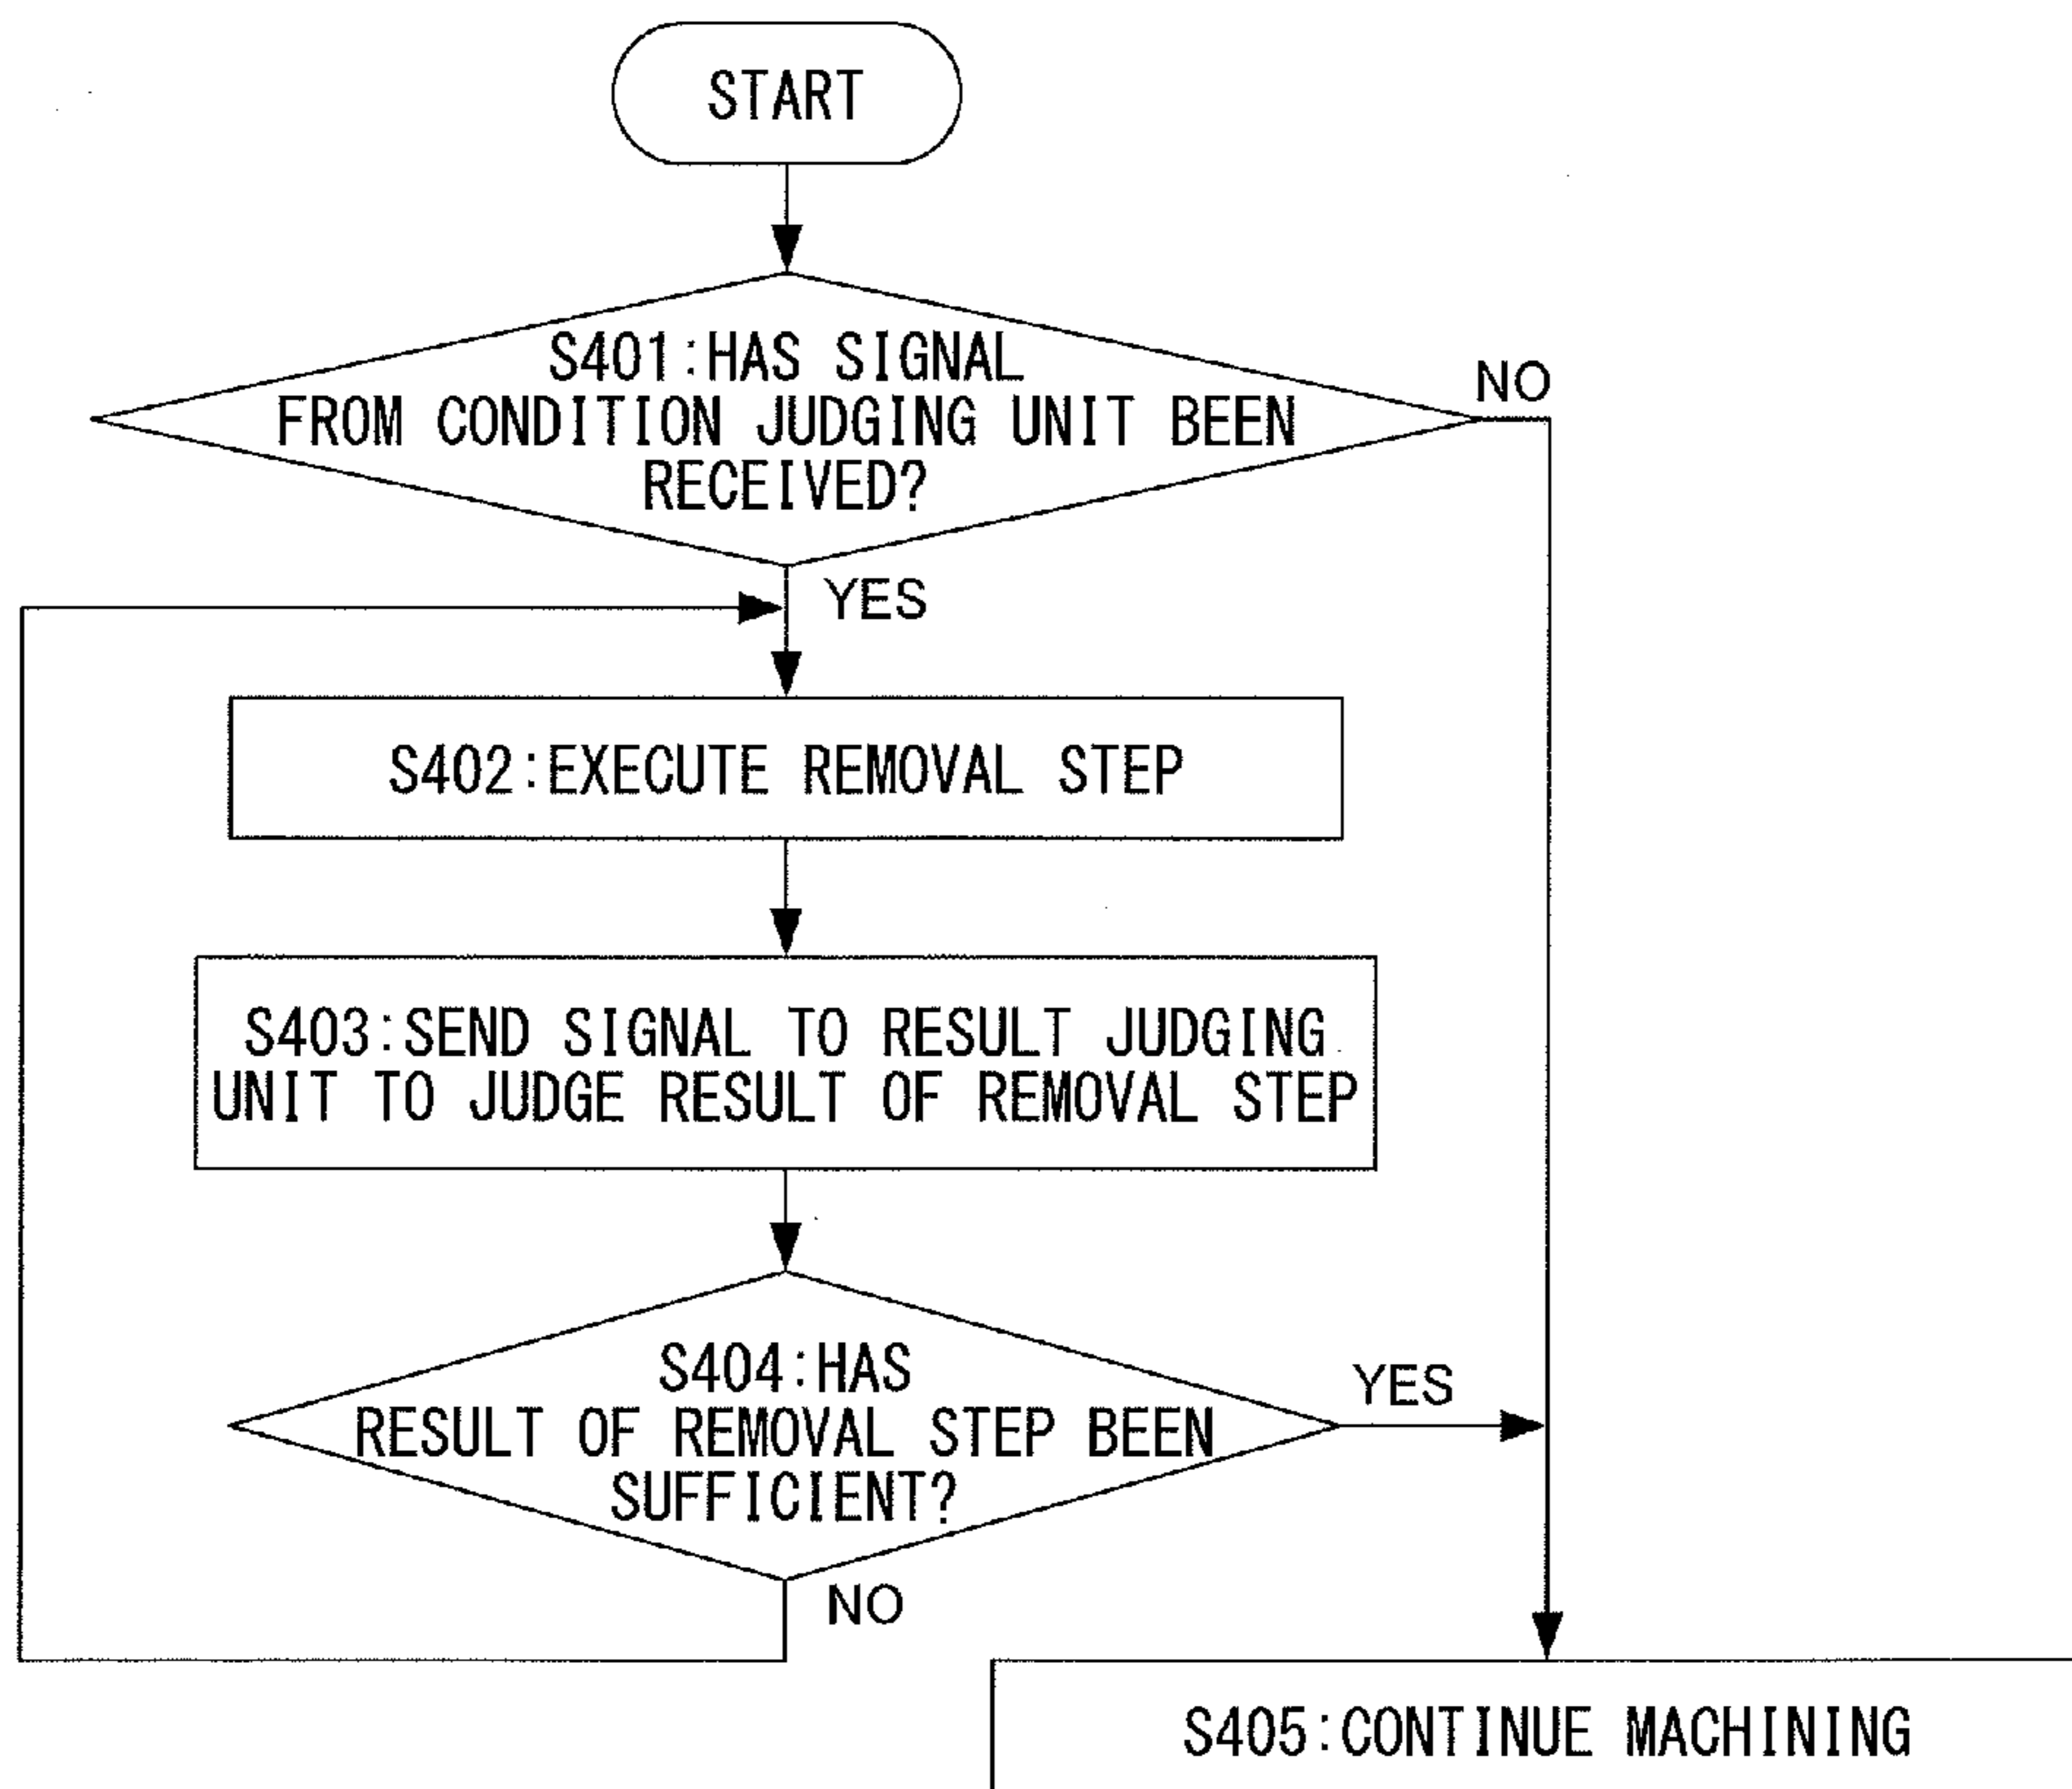 START
S401:HAS SIGNAL
FROM CONDITION JUDGING UNIT BEEN
RECEIVED?
NO
YES
S402:EXECUTE REMOVAL STEP
S403:SEND SIGNAL TO RESULT JUDGING
UNIT TO JUDGE RESULT OF REMOVAL STEP
S404:HAS
RESULT OF REMOVAL STEP BEEN
SUFFICIENT?
YES
NO
S405:CONTINUE MACHINING